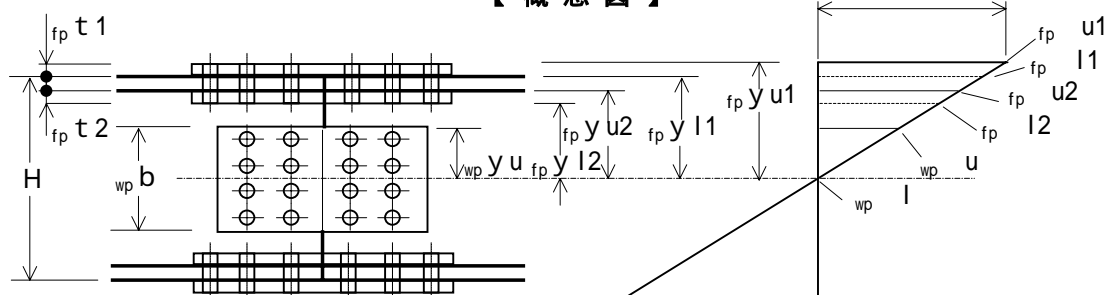 【 概 念 図 】
fp t 1
fp t 2
H
wp b
wp y u
fp y l2
fp y u2
fp y l1
fp y u1
fp u1
fp l1
fp u2
fp l2
wp u
wp l